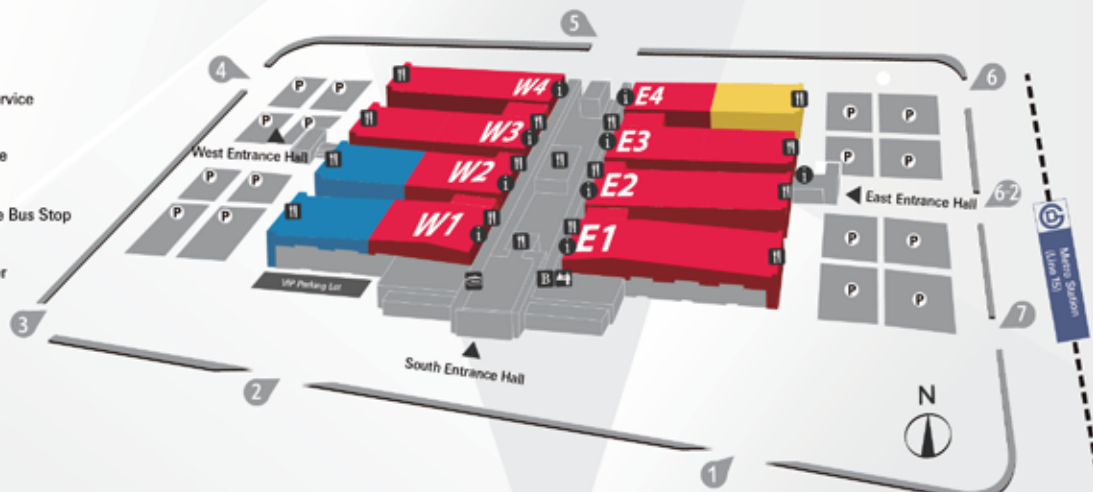 5
4
6
rvice
W4
E4
P
P
P
P
P
P
W3
E3
West Entrance Hall
P
P
e
W2
E2
P
P
East Entrance Hall
6-2
e Bus Stop
P
P
W1
E1
P
P
Metro Station
(Line 15)
er
VIP Parking Lot
B
P
P
3
7
South Entrance Hall
2
N
1